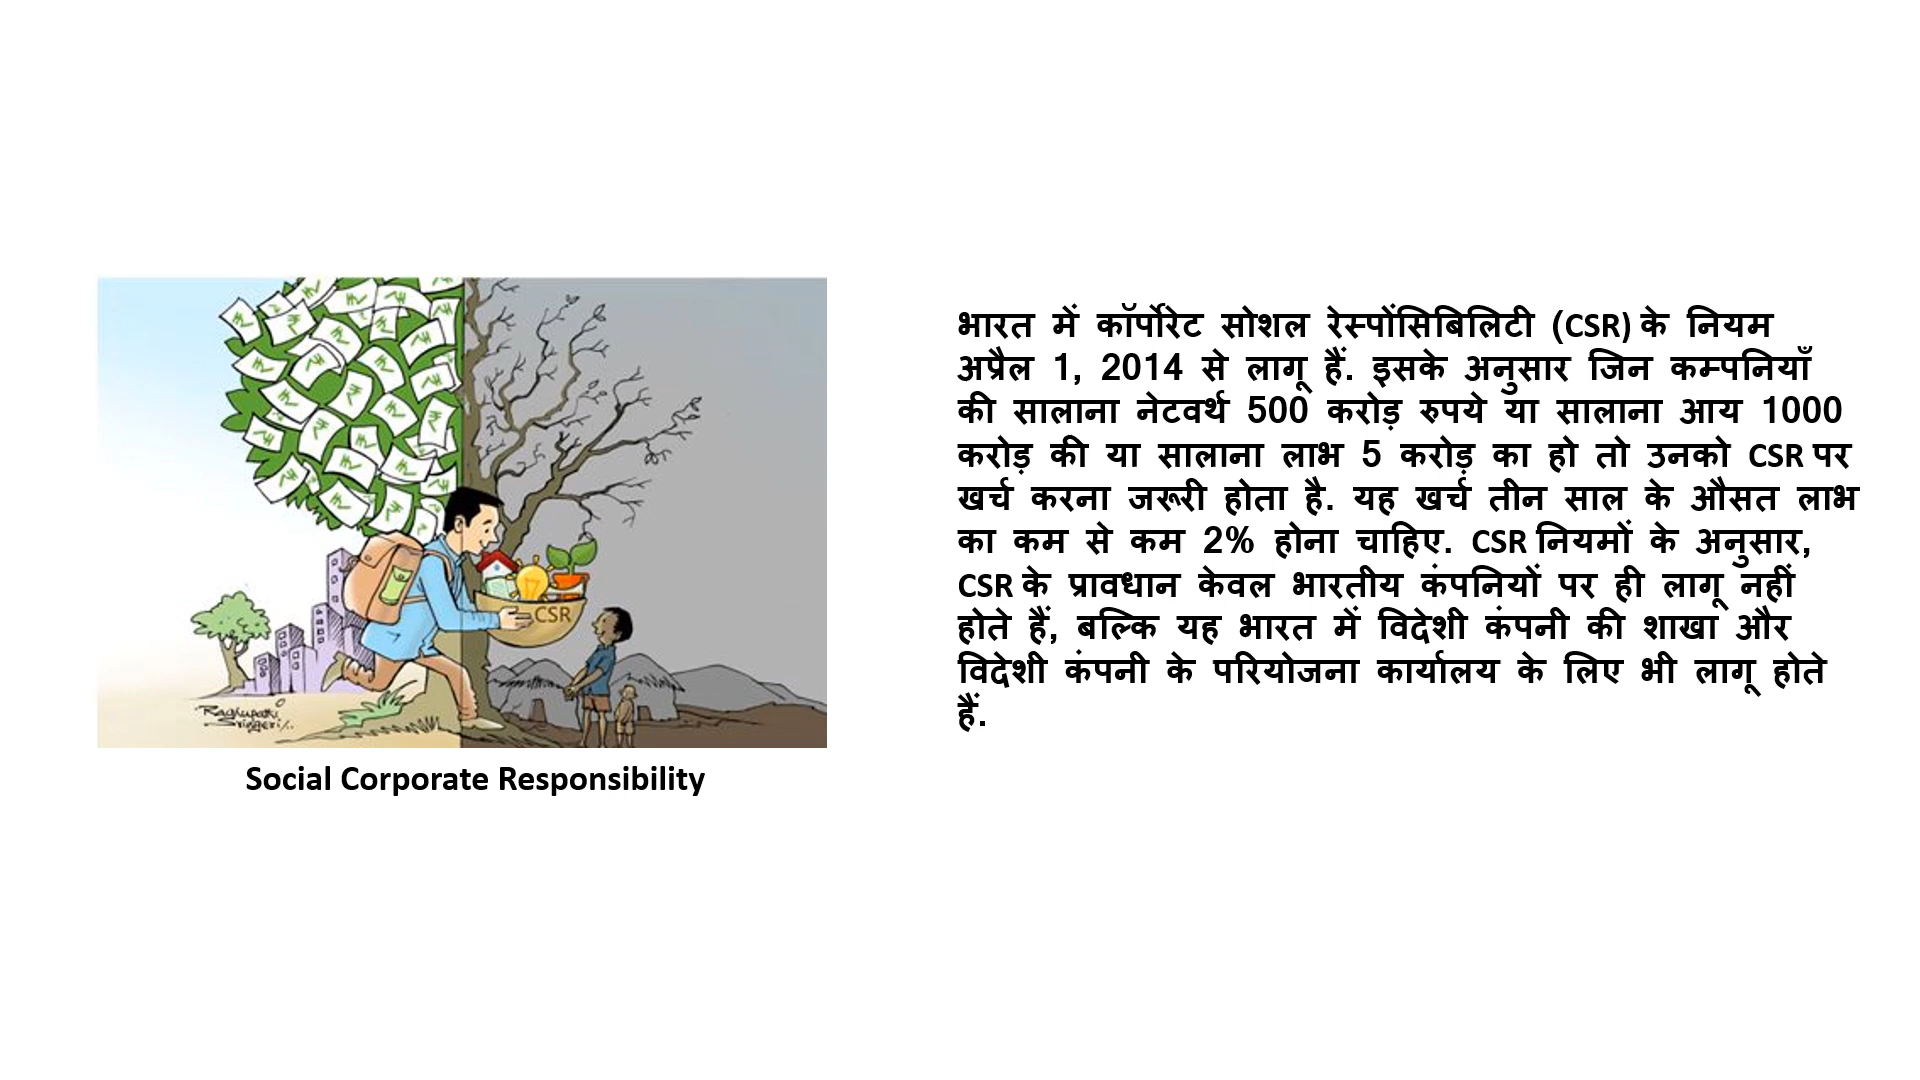 भारत में कॉर्पोरेट सोशल रेस्पोंसिबिलिटी (CSR) के नियम
अप्रैल 1, 2014 से लागू हैं. इसके अनुसार जिन कम्पनियाँ
की सालाना नेटवर्थ 500 करोड़ रुपये या सालाना आय 1000
करोड़ की या सालाना लाभ 5 करोड़ का हो तो उनको CSR पर
खर्च करना जरूरी होता है. यह खर्च तीन साल के औसत लाभ
का कम से कम 2% होना चाहिए. CSR नियमों के अनुसार,
CSR के प्रावधान केवल भारतीय कंपनियों पर ही लागू नहीं
होते हैं, बल्कि यह भारत में विदेशी कंपनी की शाखा और
विदेशी कंपनी के परियोजना कार्यालय के लिए भी लागू होते
हैं.
CSR
Raghupati
Sringeri
Social Corporate Responsibility